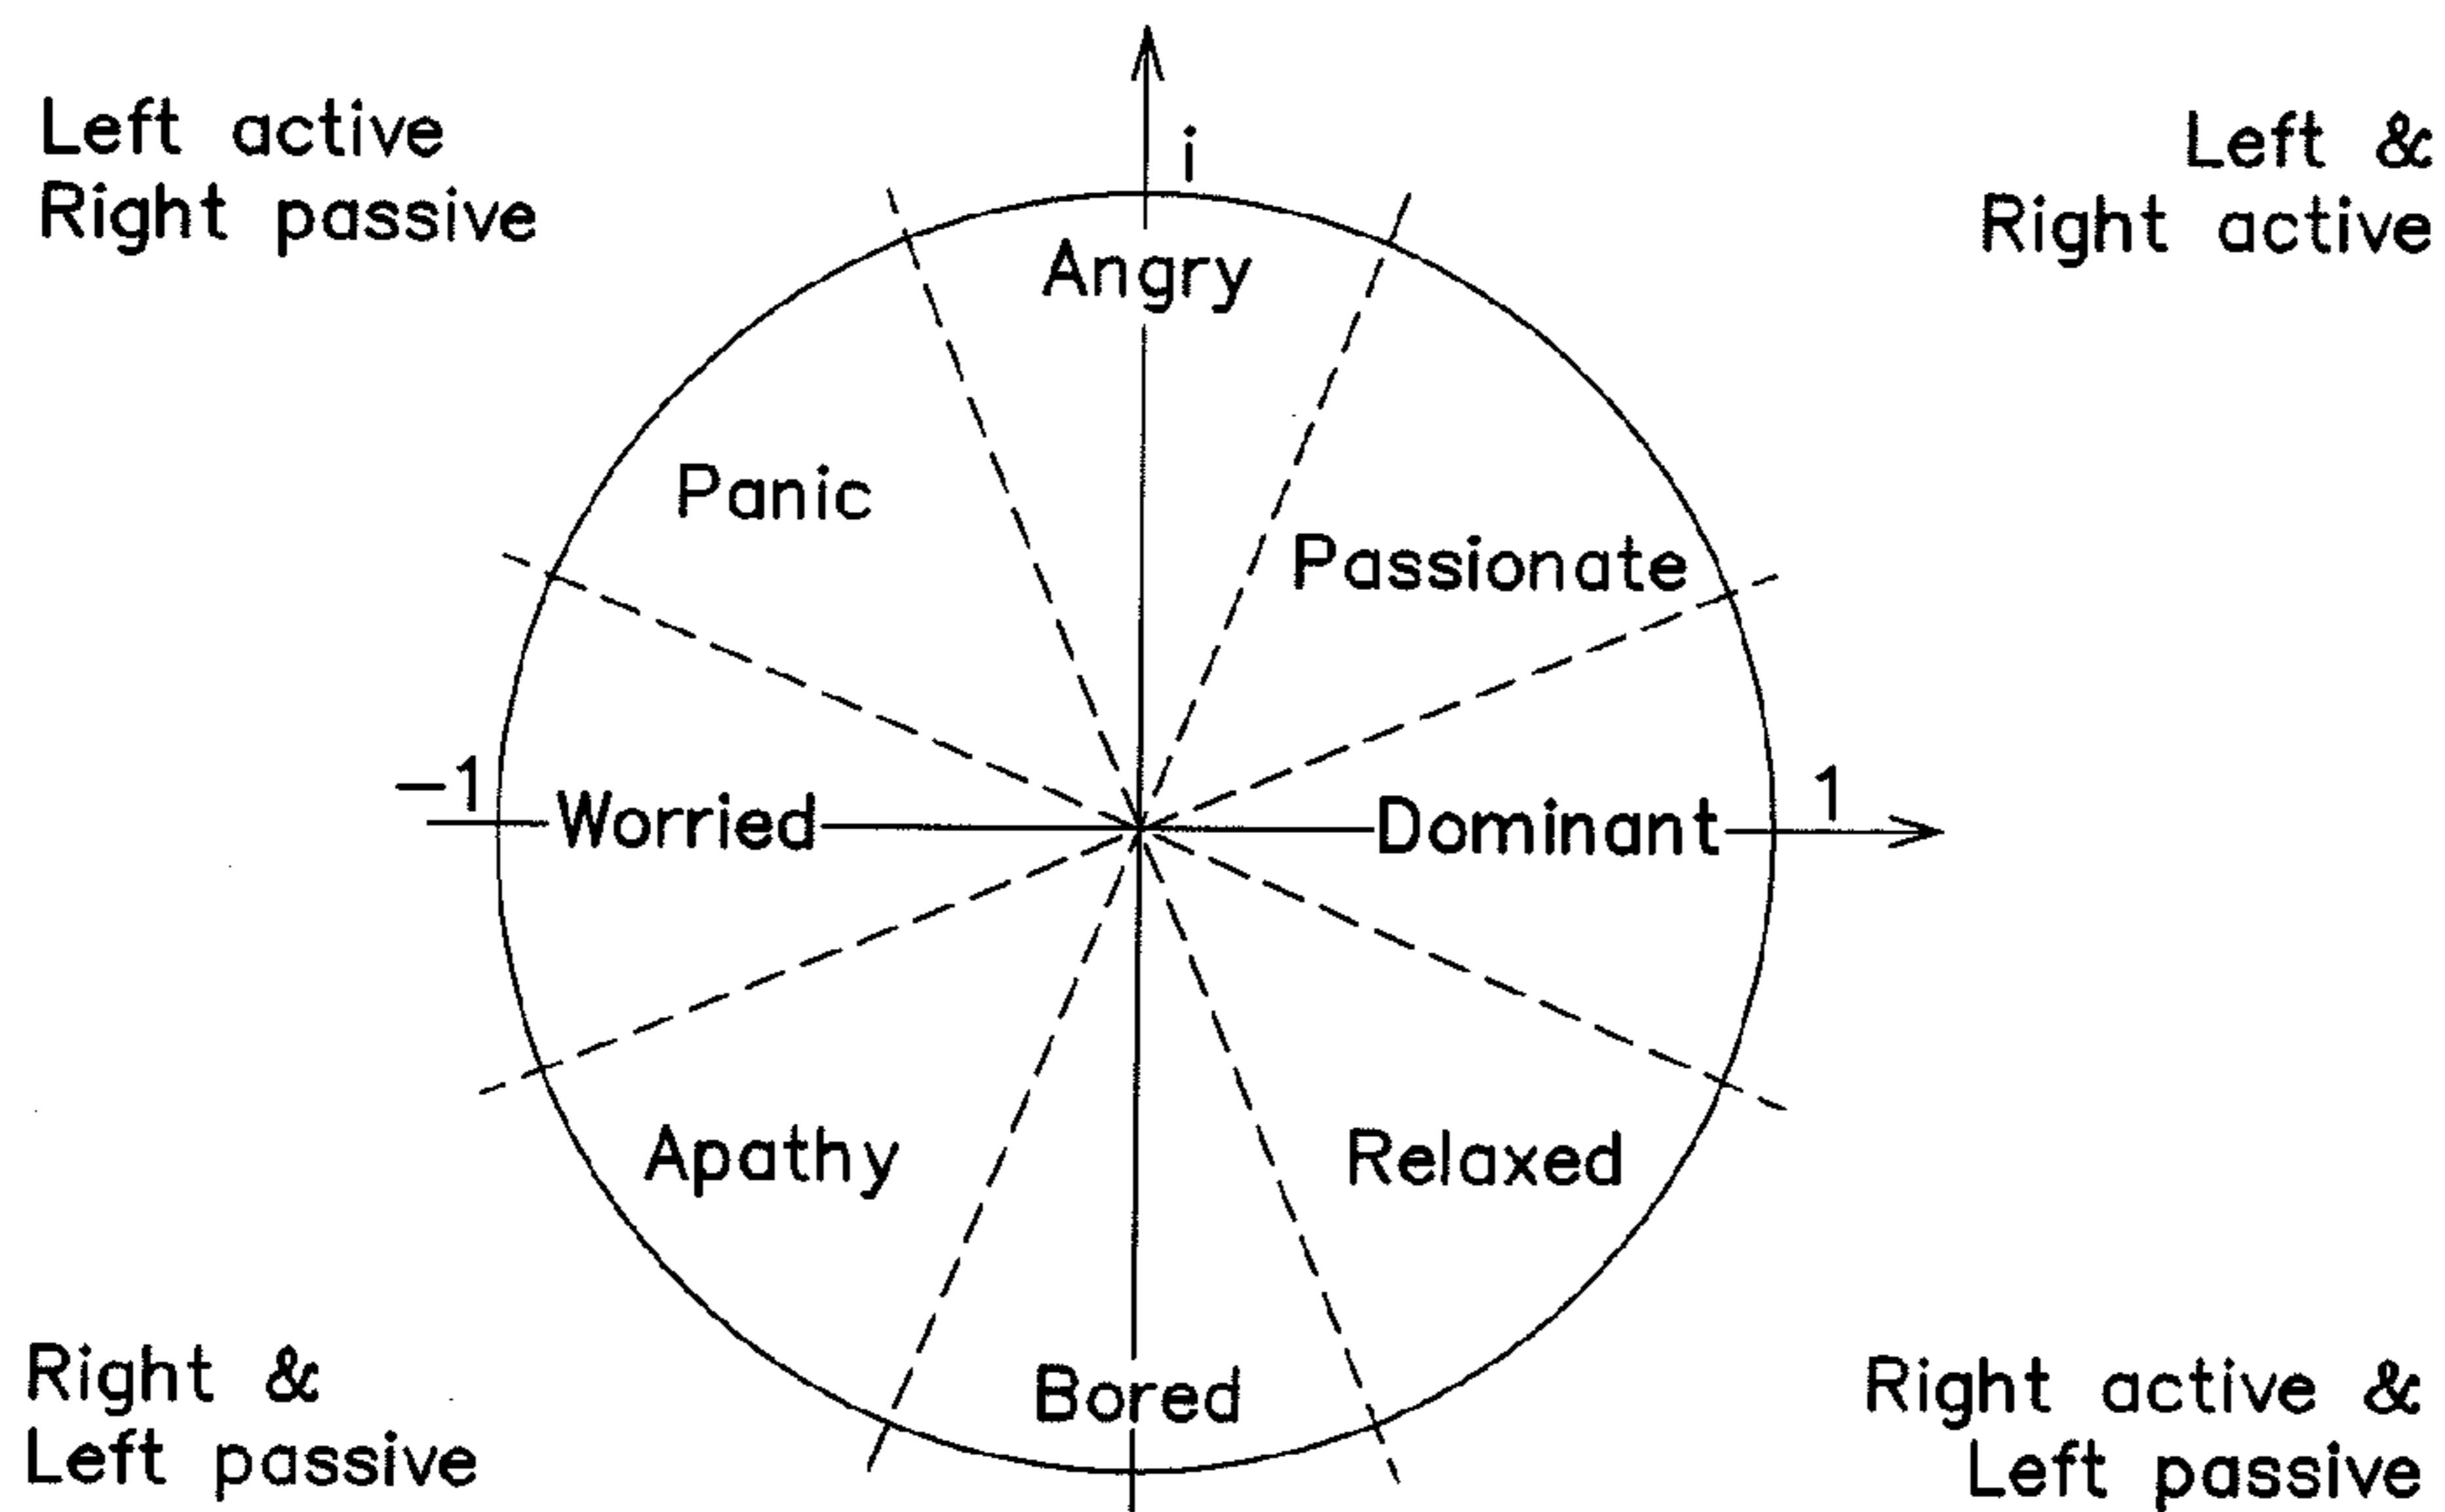 Left active
Right passive
i
Left &
Right active
Angry
Panic
Passionate
−1
Worried
Dominant
1
Apathy
Relaxed
Right &
Left passive
Bored
Right active &
Left passive